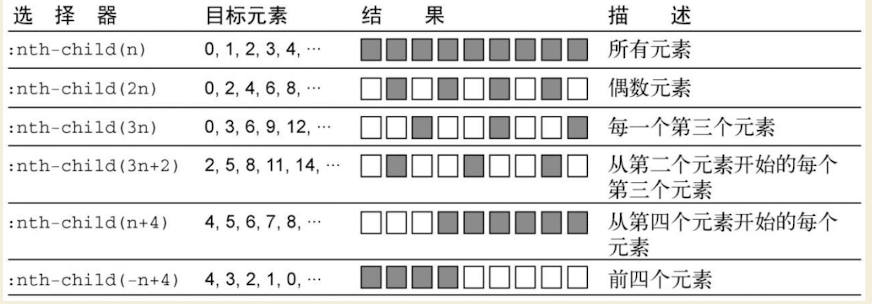 选 择 器 目标元素 结 果 描 述
:nth-child(n) 0, 1, 2, 3, 4, … 所有元素
:nth-child(2n) 0, 2, 4, 6, 8, … 偶数元素
:nth-child(3n) 0, 3, 6, 9, 12, … 每一个第三个元素
:nth-child(3n+2) 2, 5, 8, 11, 14, … 从第二个元素开始的每个
第三个元素
:nth-child(n+4) 4, 5, 6, 7, 8, … 从第四个元素开始的每个
元素
:nth-child(-n+4) 4, 3, 2, 1, 0, … 前四个元素